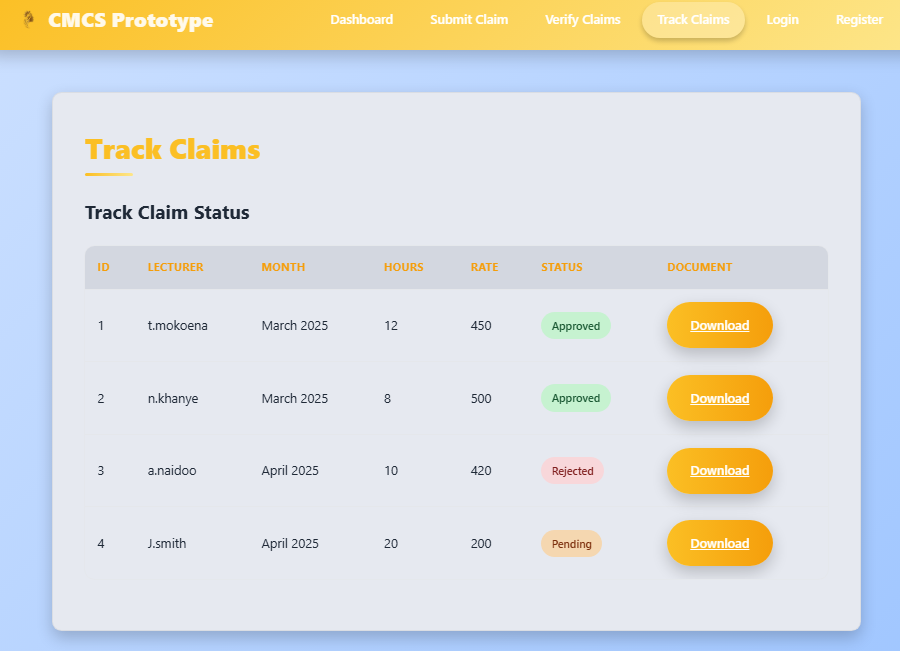 CMCS Prototype Dashboard Submit Claim Verify Claims Track Claims Login Register
Track Claims
Track Claim Status
ID LECTURER MONTH HOURS RATE STATUS DOCUMENT
1 t.mokoena March 2025 12 450 Approved Download
2 n.khanye March 2025 8 500 Approved Download
3 a.naidoo April 2025 10 420 Rejected Download
4 J.smith April 2025 20 200 Pending Download